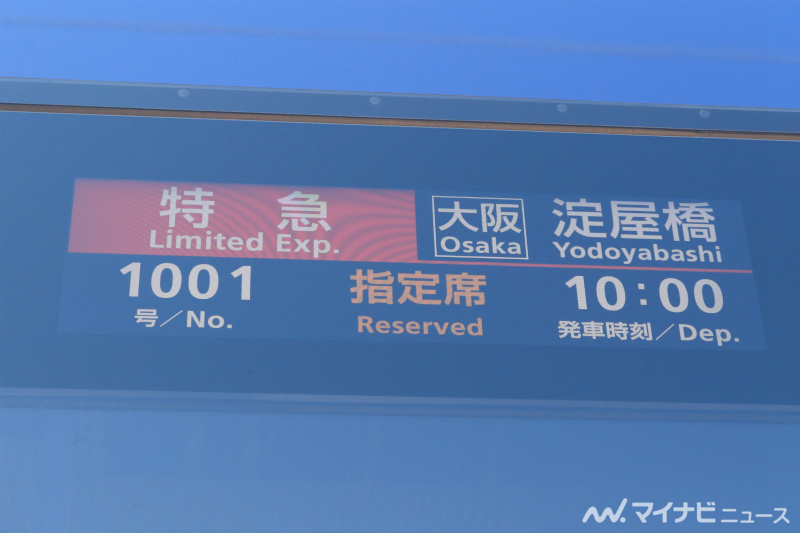 特急
Limited Exp.
大阪
Osaka
淀屋橋
Yodoyabashi
1001
号/No.
指定席
Reserved
10:00
発車時刻/Dep.
マイナビニュース